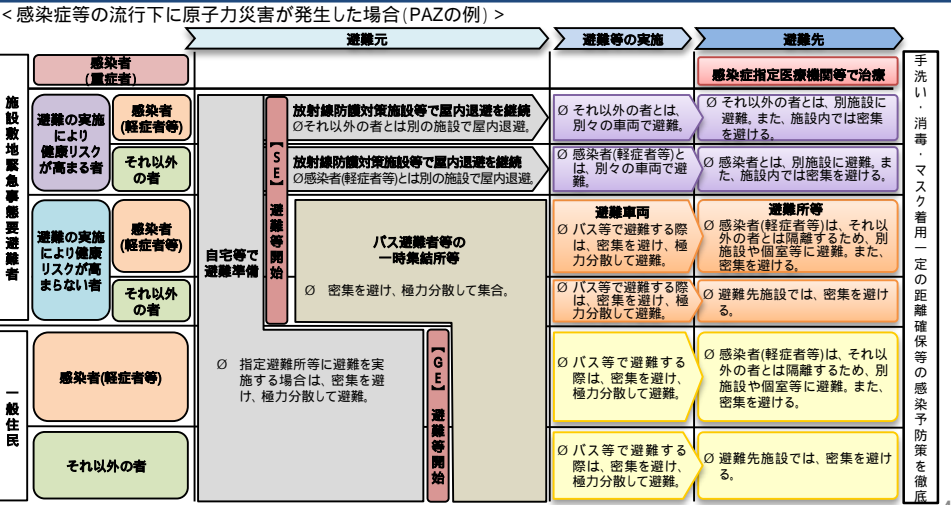 <感染症等の流行下に原子力災害が発生した場合(PAZの例)>
避難元
避難等の実施
避難先
施設敷地緊急事態要避難者
感染者
(重症者)
感染症指定医療機関等で治療
避難の実施
により
健康リスク
が高まる者
感染者
(軽症者等)
放射線防護対策施設等で屋内退避を継続
Øそれ以外の者とは別の施設で屋内退避。
Ø それ以外の者とは、
別々の車両で避難。
Ø それ以外の者とは、別施設に
避難。また、施設内では密集
を避ける。
それ以外
の者
放射線防護対策施設等で屋内退避を継続
Ø感染者(軽症者等)とは別の施設で屋内退避。
Ø 感染者(軽症者等)と
は、別々の車両で避
難。
Ø 感染者とは、別施設に避難。ま
た、施設内では密集を避ける。
避難の実施
により健康
リスクが高
まらない者
感染者
(軽症者等)
自宅等で
避難準備
【SE】避難等開始
バス避難者等の
一時集結所等
Ø 密集を避け、極力分散して集合。
避難車両
Ø バス等で避難する際
は、密集を避け、極
力分散して避難。
避難所等
Ø 感染者(軽症者等)は、それ以
外の者とは隔離するため、別
施設や個室等に避難。また、
密集を避ける。
それ以外
の者
Ø バス等で避難する際
は、密集を避け、極
力分散して避難。
Ø 避難先施設では、密集を避け
る。
一般住民
感染者(軽症者等)
Ø 指定避難所等に避難を実
施する場合は、密集を避
け、極力分散して避難。
【GE】避難等開始
Ø バス等で避難する
際は、密集を避け、
極力分散して避難。
Ø 感染者(軽症者等)は、それ以
外の者とは隔離するため、別
施設や個室等に避難。また、
密集を避ける。
それ以外の者
Ø バス等で避難する
際は、密集を避け、
極力分散して避難。
Ø 避難先施設では、密集を避け
る。
手洗い・消毒・マスク着用一定の距離確保等の感染予防策を徹底